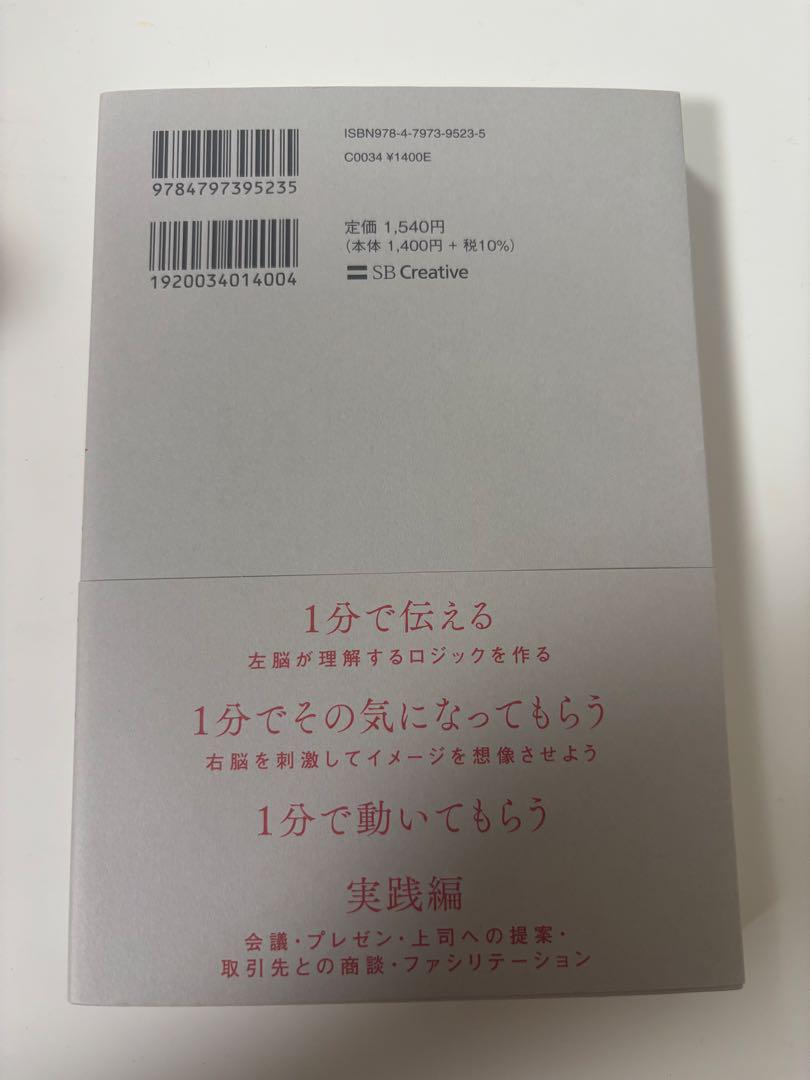 ISBN978-4-7973-9523-5
C0034 ¥1400E
9784797395235
定価 1,540円
(本体 1,400円 + 税10%)
SB Creative
1920034014004
1分で伝える
左脳が理解するロジックを作る
1分でその気になってもらう
右脳を刺激してイメージを想像させよう
1分で動いてもらう
実践編
会議・プレゼン・上司への提案・
取引先との商談・ファシリテーション